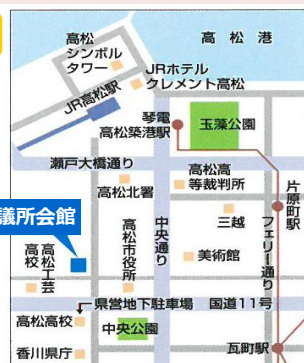 高松港
高松
シンボル
タワー
JRホテル
クレメント高松
JR高松駅
琴電
高松築港駅
玉藻公園
瀬戸大橋通り
高松北署
高松高
等裁判所
片原町駅
議所会館
三越
高松工芸
高校
高松市役所
中央通り
フェリー通り
美術館
県営地下駐車場
国道11号
高松高校
中央公園
香川県庁
瓦町駅